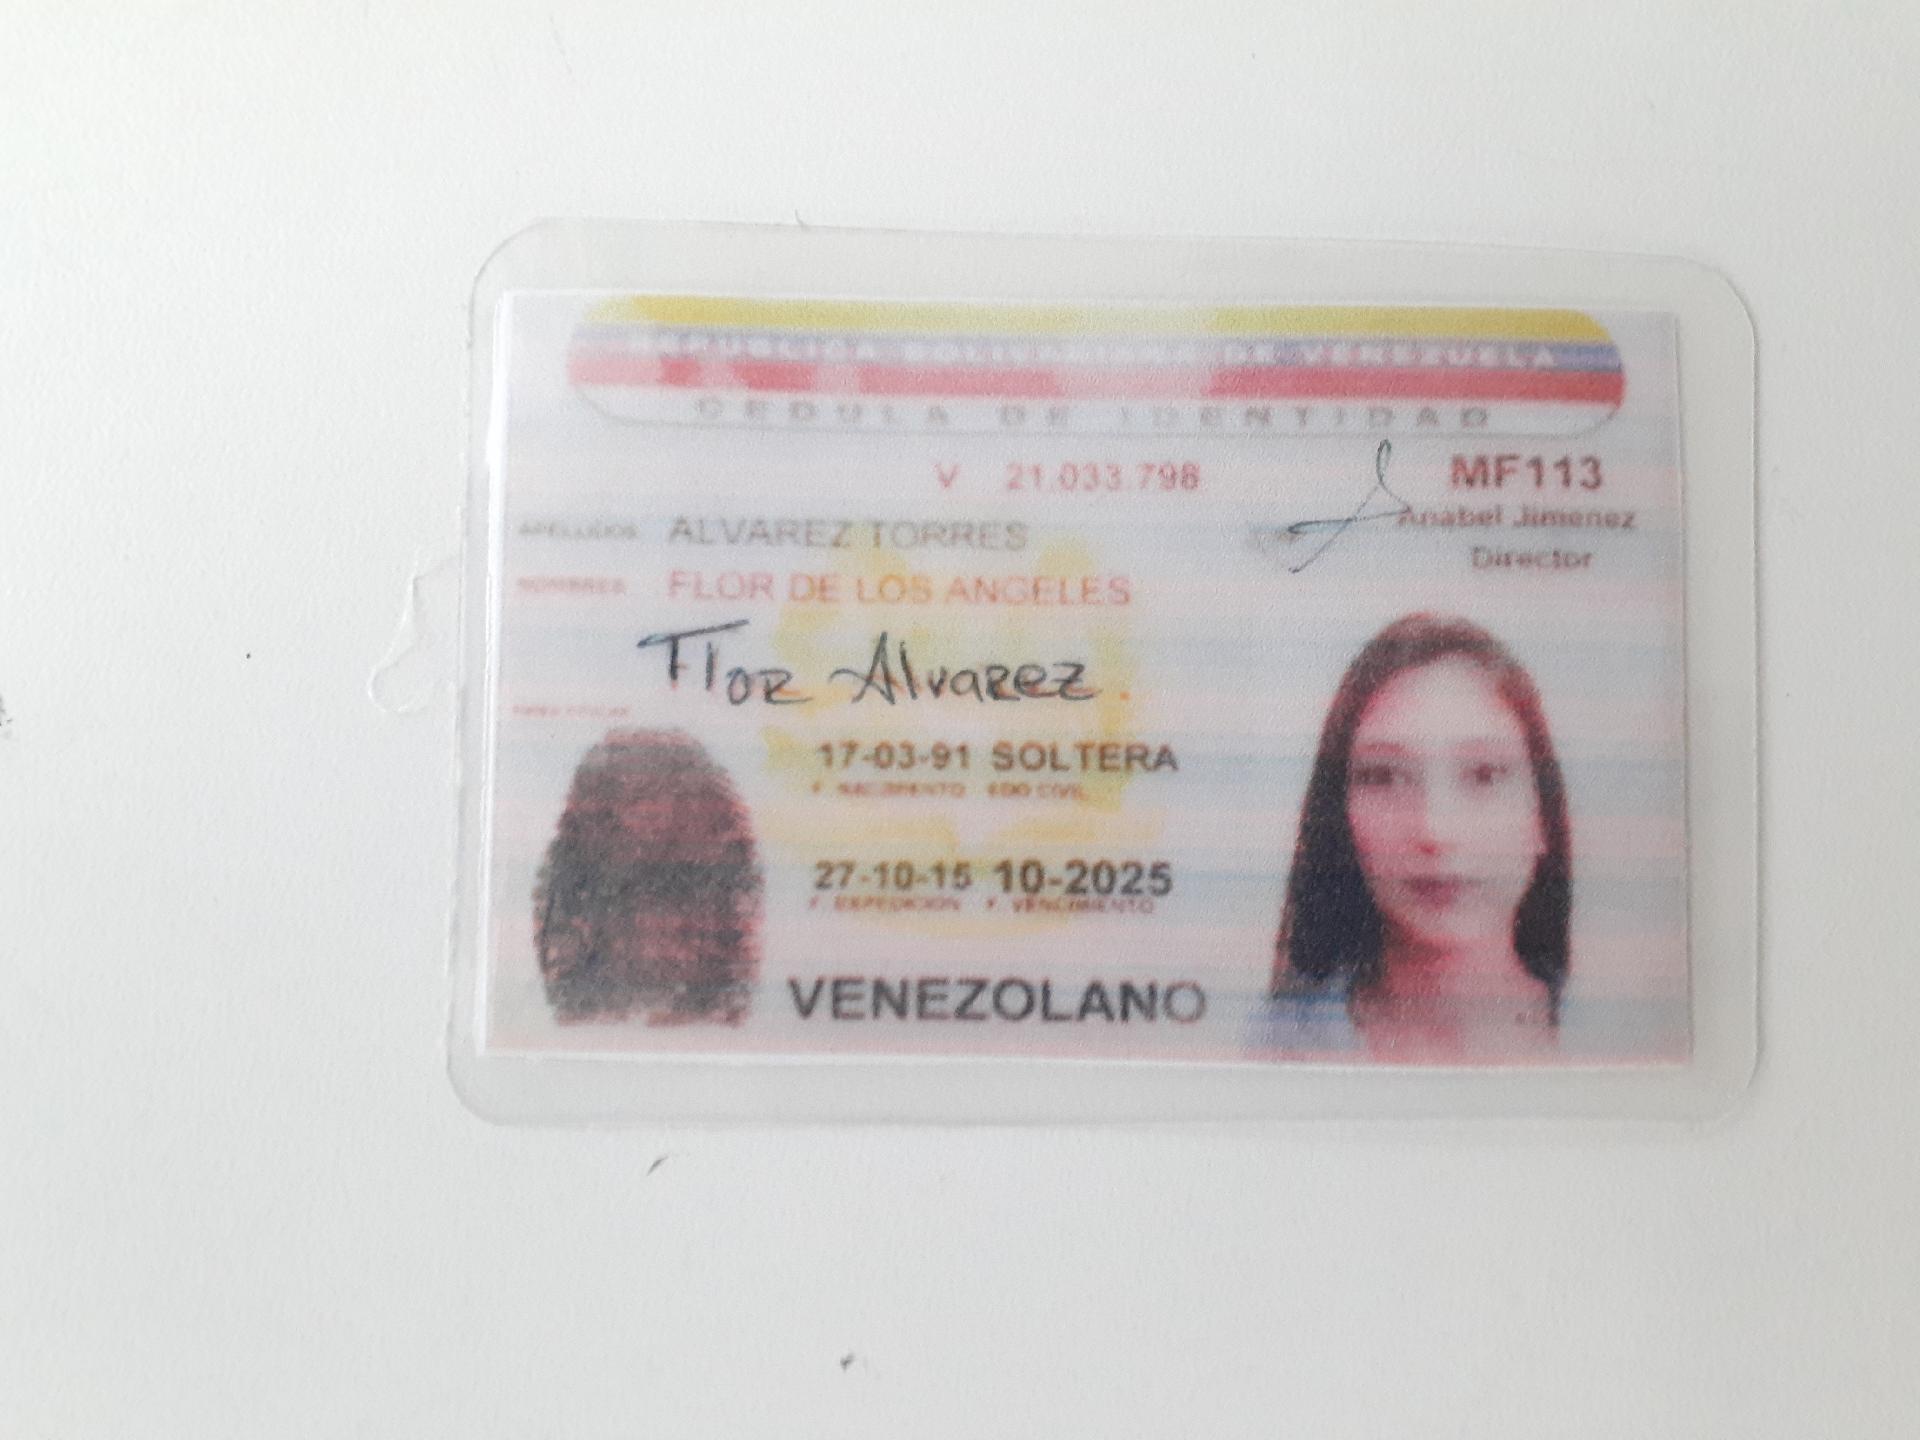 REPUBLICA BOLIVARIANA DE VENEZUELA
CEDULA DE IDENTIDAD
V 21.033.798
MF113
Anabel Jimenez
Director
APELLIDOS ALVAREZ TORRES
NOMBRES FLOR DE LOS ANGELES
Flor Alvarez
17-03-91 SOLTERA
F. NACIMIENTO EDO CIVIL
27-10-15 10-2025
F. EXPEDICION F. VENCIMIENTO
VENEZOLANO